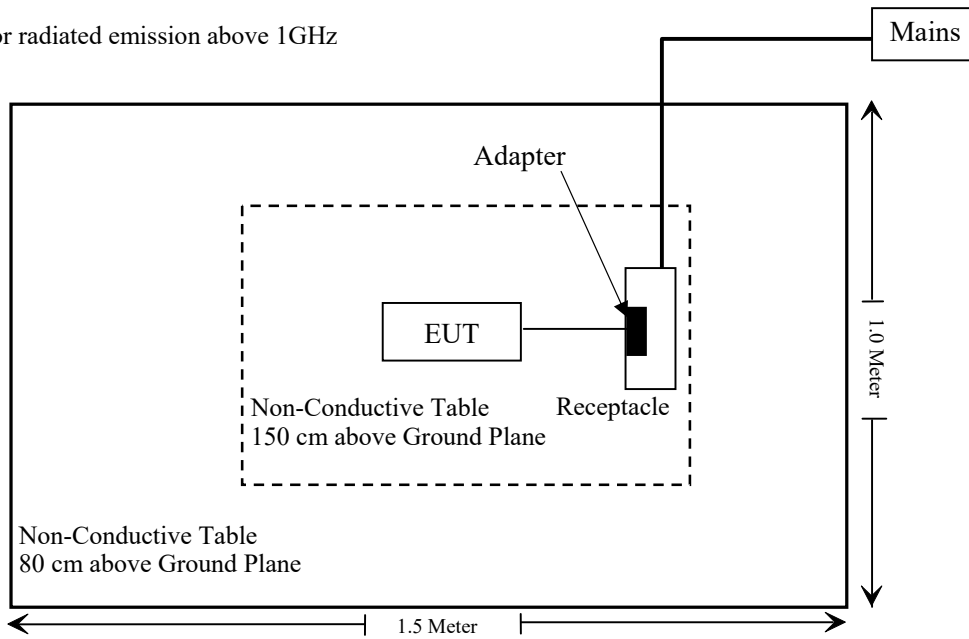 or radiated emission above 1GHz
Mains
Adapter
EUT
1.0 Meter
Non-Conductive Table
150 cm above Ground Plane
Receptacle
Non-Conductive Table
80 cm above Ground Plane
1.5 Meter